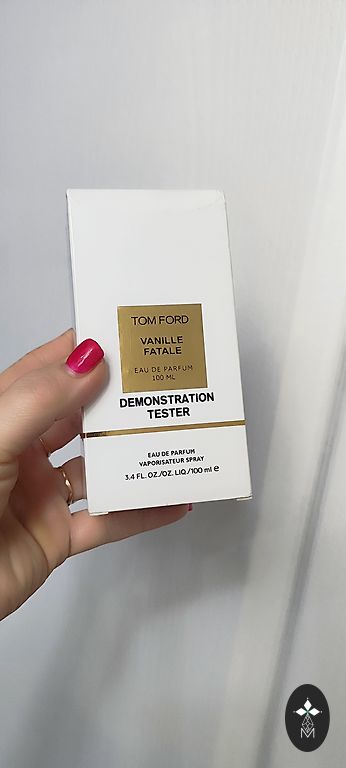 TOM FORD
VANILLE
FATALE
EAU DE PARFUM
100 ML
DEMONSTRATION
TESTER
EAU DE PARFUM
VAPORISATEUR SPRAY
3.4 FL. OZ./OZ. LIQ./100 ml e
M